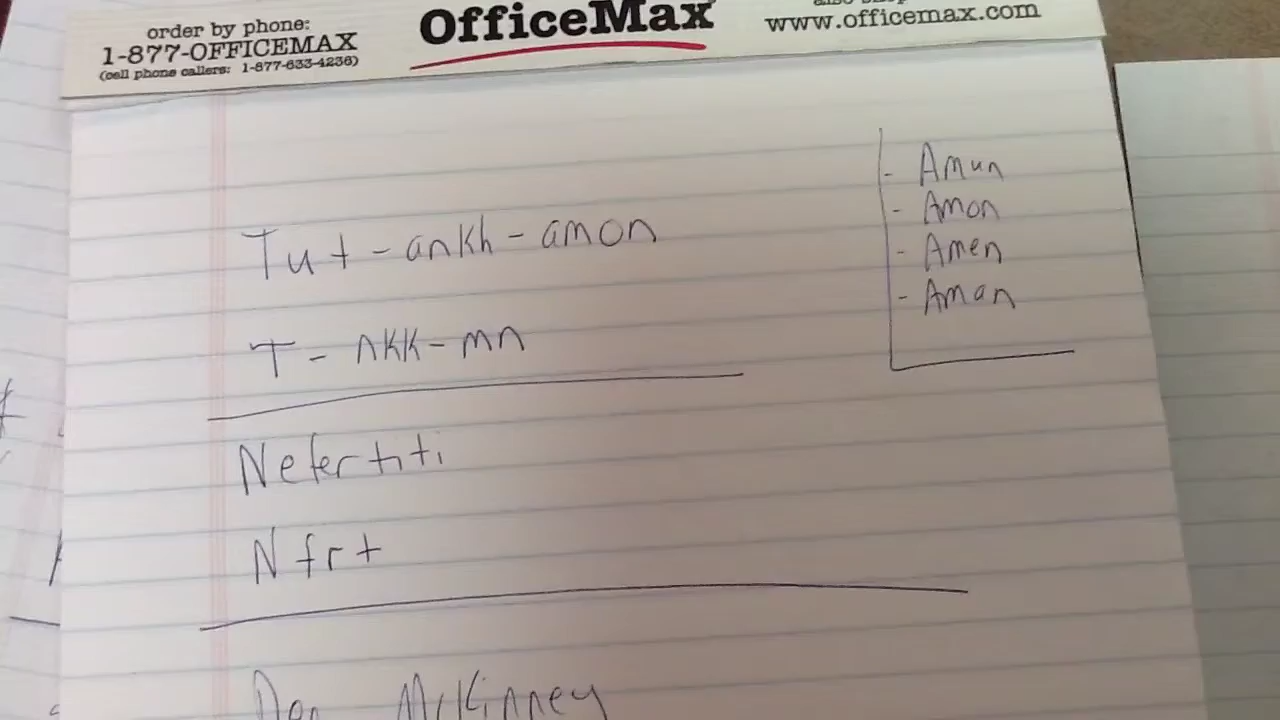 order by phone:
1-877-OFFICEMAX
(cell phone callers: 1-877-633-4236)
OfficeMax
www.officemax.com
- Amun
- Amon
- Amen
- Aman
Tut-ankh-amon
T- nkk-mn
Nefertiti
Nfrt
McKinney